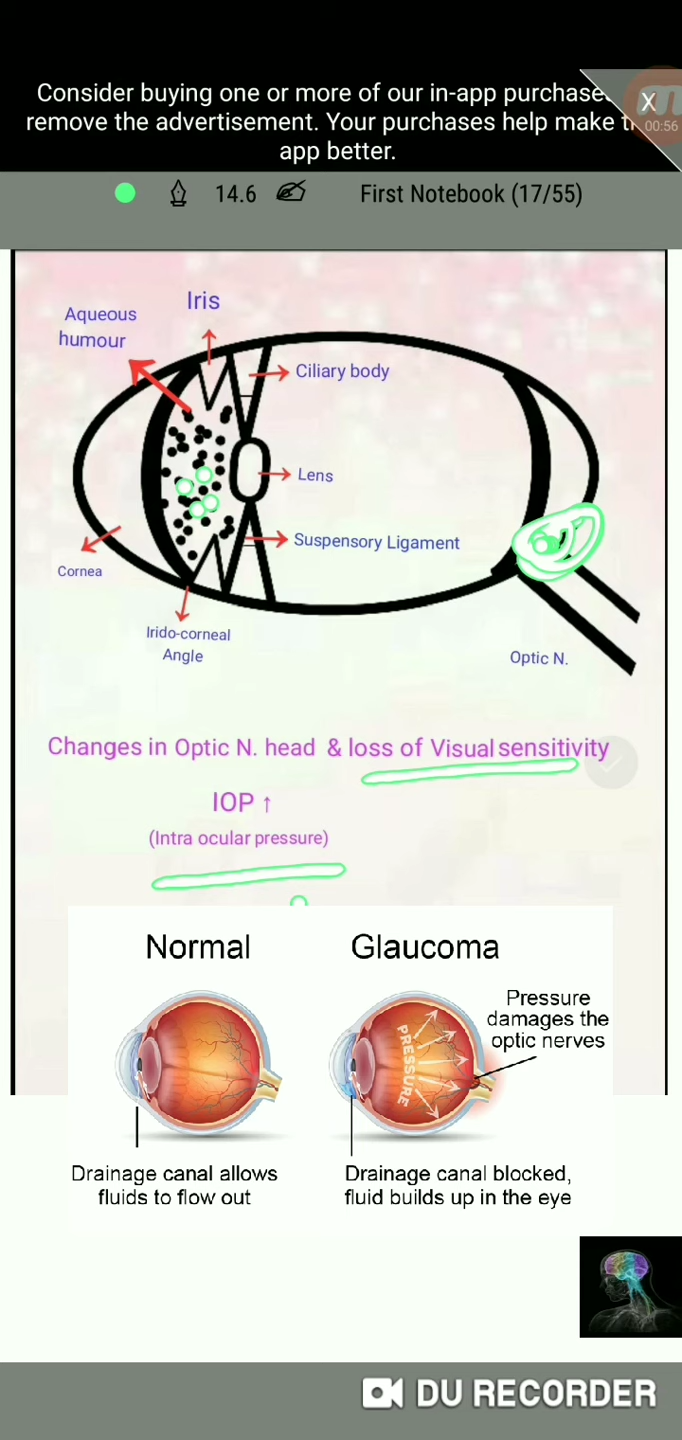 Consider buying one or more of our in-app purchases
remove the advertisement. Your purchases help make
app better.
X
00:56
14.6
First Notebook (17/55)
Iris
Aqueous
humour
Ciliary body
Lens
Suspensory Ligament
Cornea
Irido-corneal
Angle
Optic N.
Changes in Optic N. head & loss of Visual sensitivity
IOP ↑
(Intra ocular pressure)
Normal
Glaucoma
Pressure
damages the
optic nerves
PRESSURE
Drainage canal allows
fluids to flow out
Drainage canal blocked,
fluid builds up in the eye
DU RECORDER